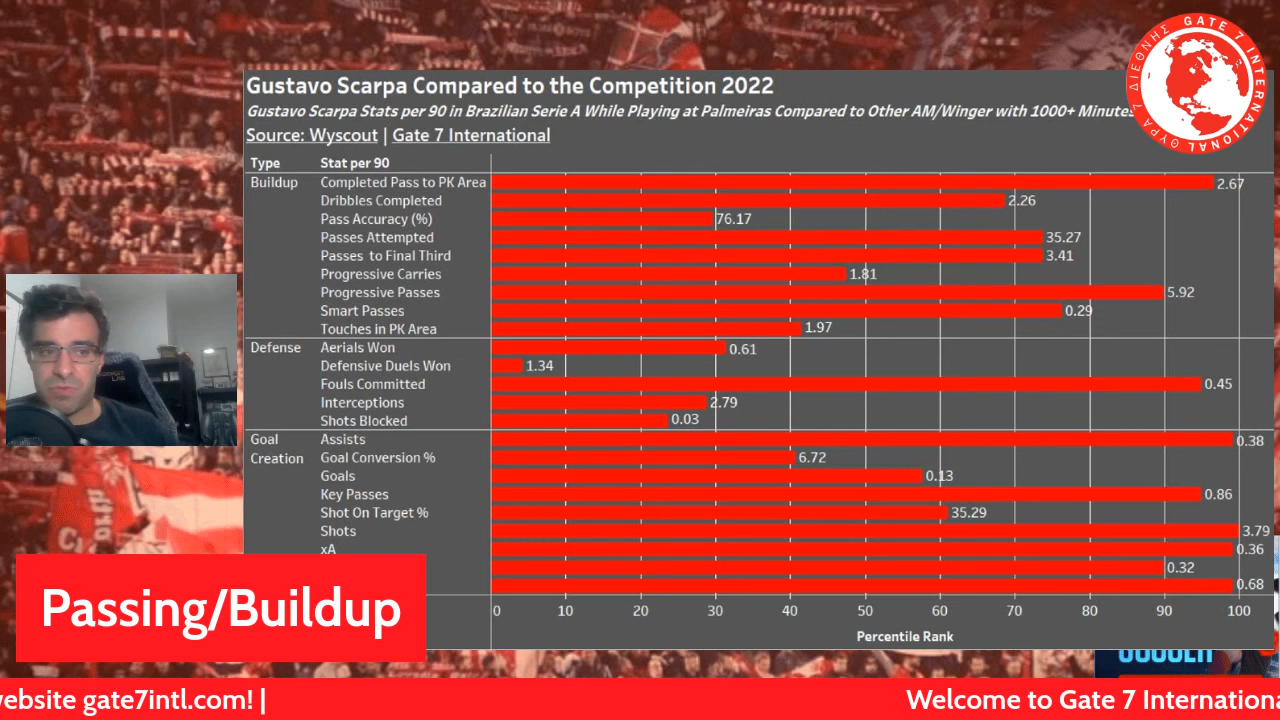 Gustavo Scarpa Compared to the Competition 2022
Gustavo Scarpa Stats per 90 in Brazilian Serie A While Playing at Palmeiras Compared to Other AM/Winger with 1000+ Minutes
Source: Wyscout | Gate 7 International
GATE 7 INTERNATIONAL
ΘΥΡΑ 7 ΔΙΕΘΝΗΣ
Type Stat per 90
Buildup Completed Pass to PK Area 2.67
Dribbles Completed 2.26
Pass Accuracy (%) 76.17
Passes Attempted 35.27
Passes to Final Third 3.41
Progressive Carries 1.81
Progressive Passes 5.92
Smart Passes 0.29
Touches in PK Area 1.97
Defense Aerials Won 0.61
Defensive Duels Won 1.34
Fouls Committed 0.45
Interceptions 2.79
Shots Blocked 0.03
Goal Assists 0.38
Creation Goal Conversion % 6.72
Goals 0.13
Key Passes 0.86
Shot On Target % 35.29
Shots 3.79
xA 0.36
0.32
0.68
0 10 20 30 40 50 60 70 80 90 100
Percentile Rank
Passing/Buildup
website gate7intl.com! | Welcome to Gate 7 Internationa